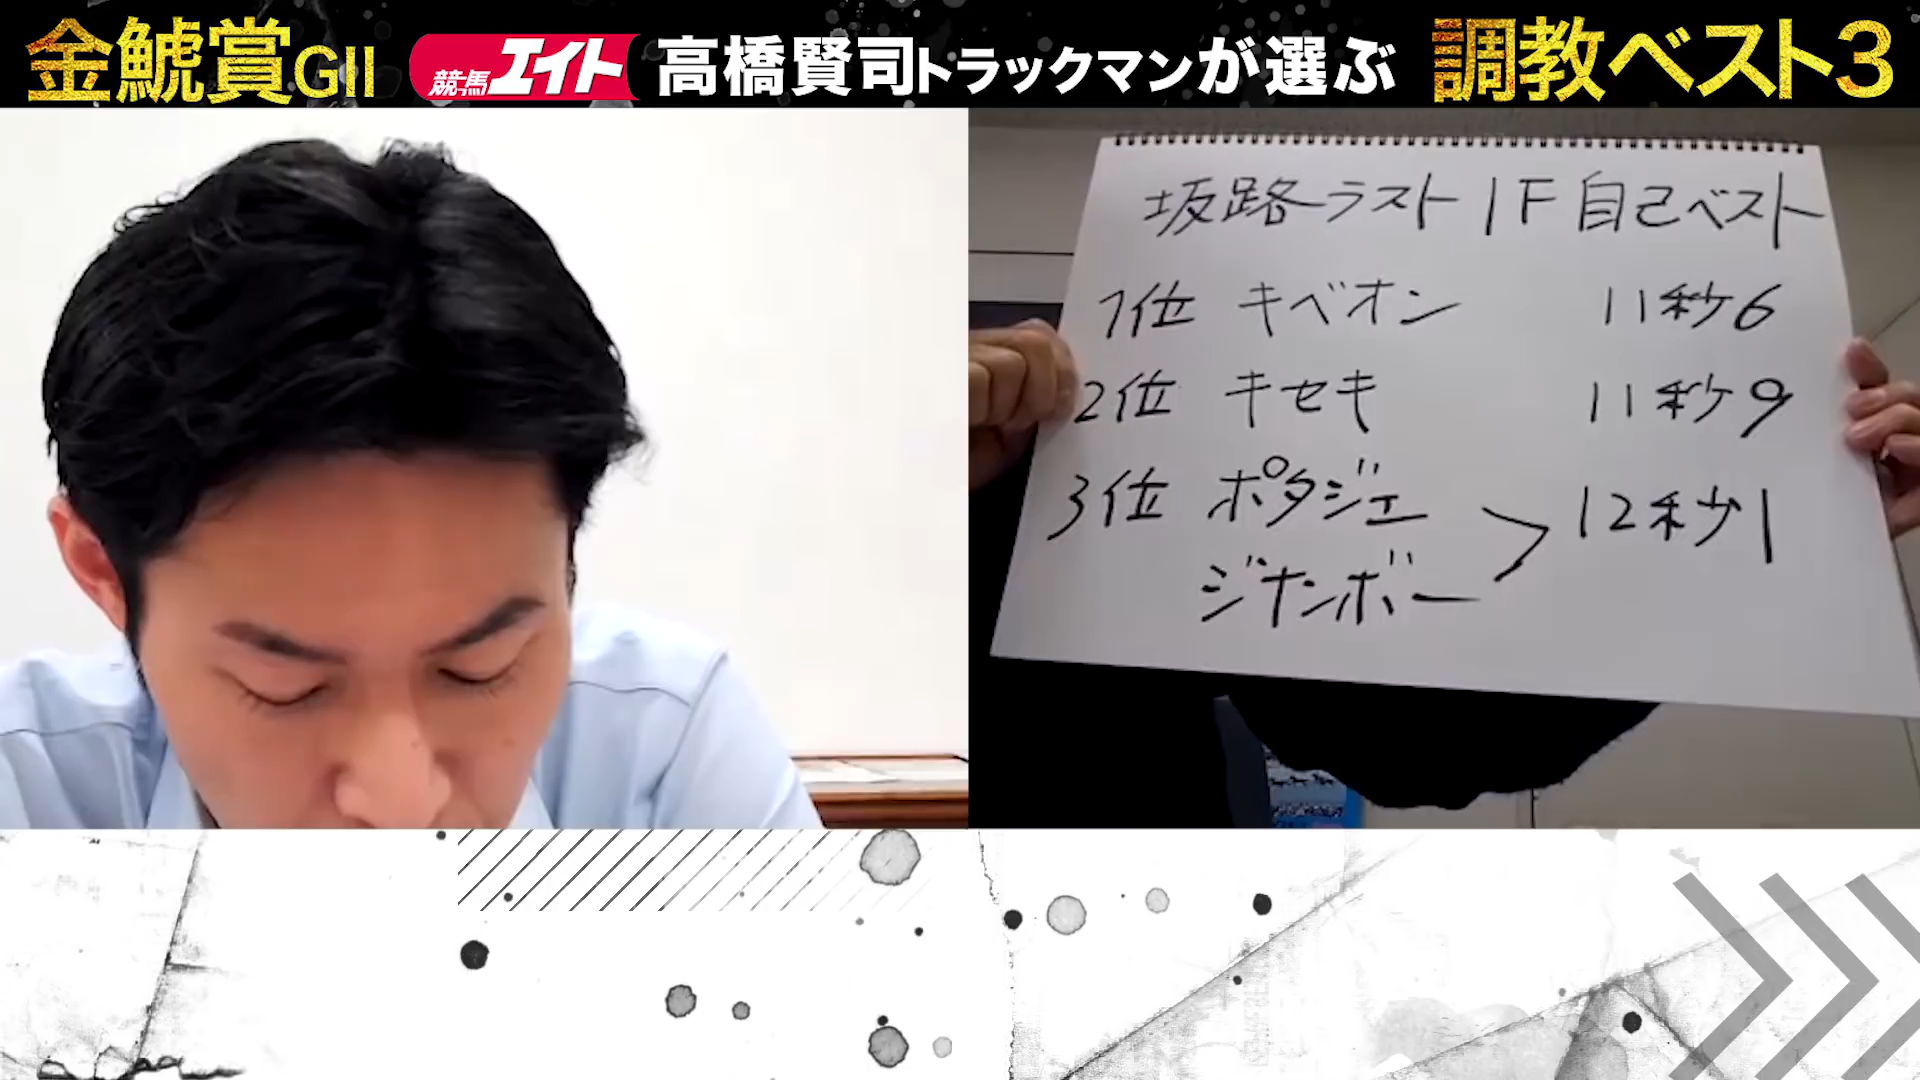 金鯱賞GII 競馬エイト 高橋賢司トラックマンが選ぶ 調教ベスト3
坂路ラスト1F自己ベスト
1位 キベオン 11秒6
2位 キセキ 11秒9
3位 ポタジェ 12秒1
ジナンボー